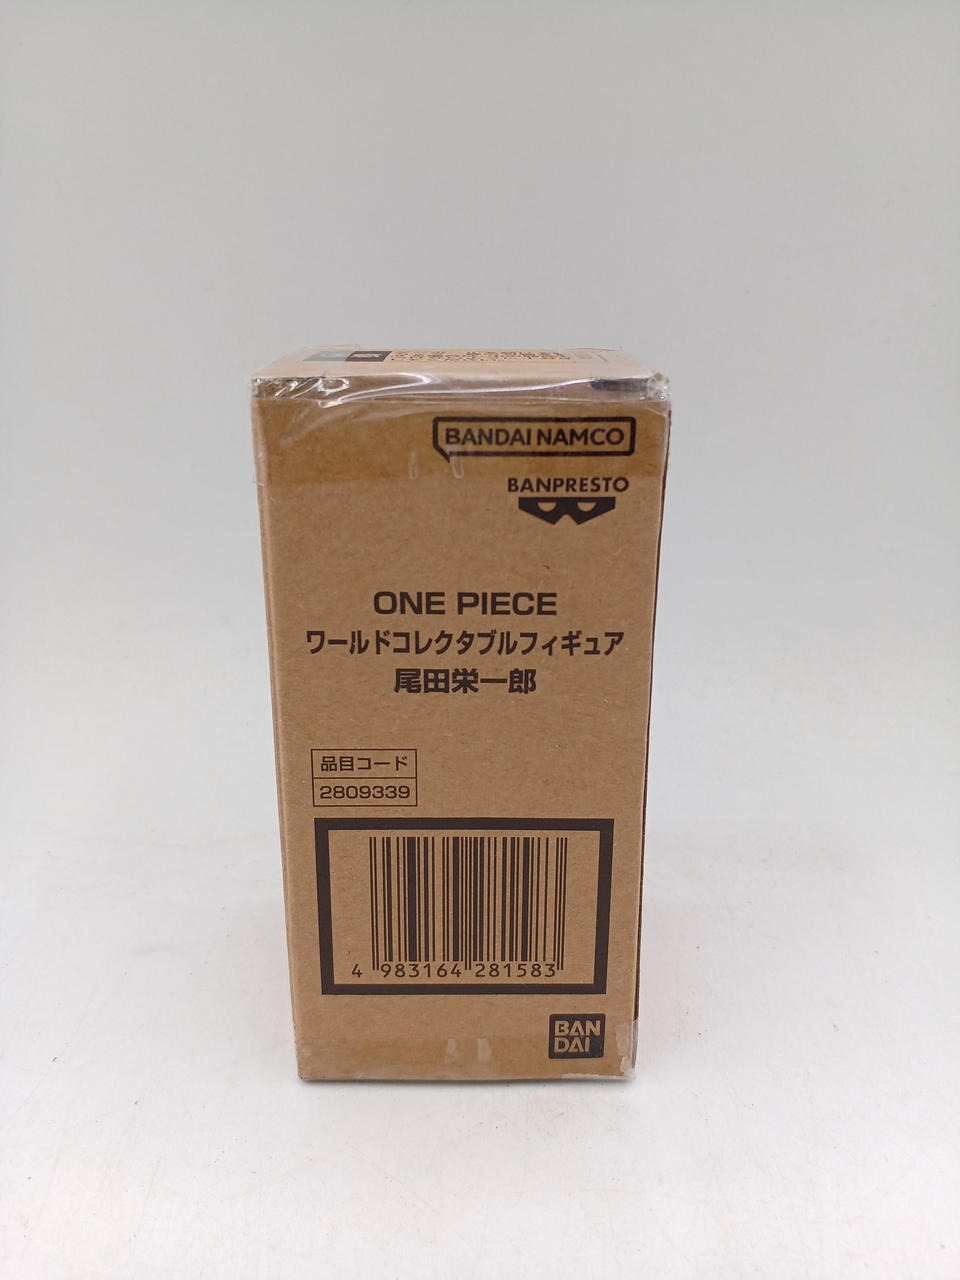 BANDAI NAMCO
BANPRESTO
ONE PIECE
ワールドコレクタブルフィギュア
尾田栄一郎
品目コード
2809339
4 983164 281583
BAN
DAI